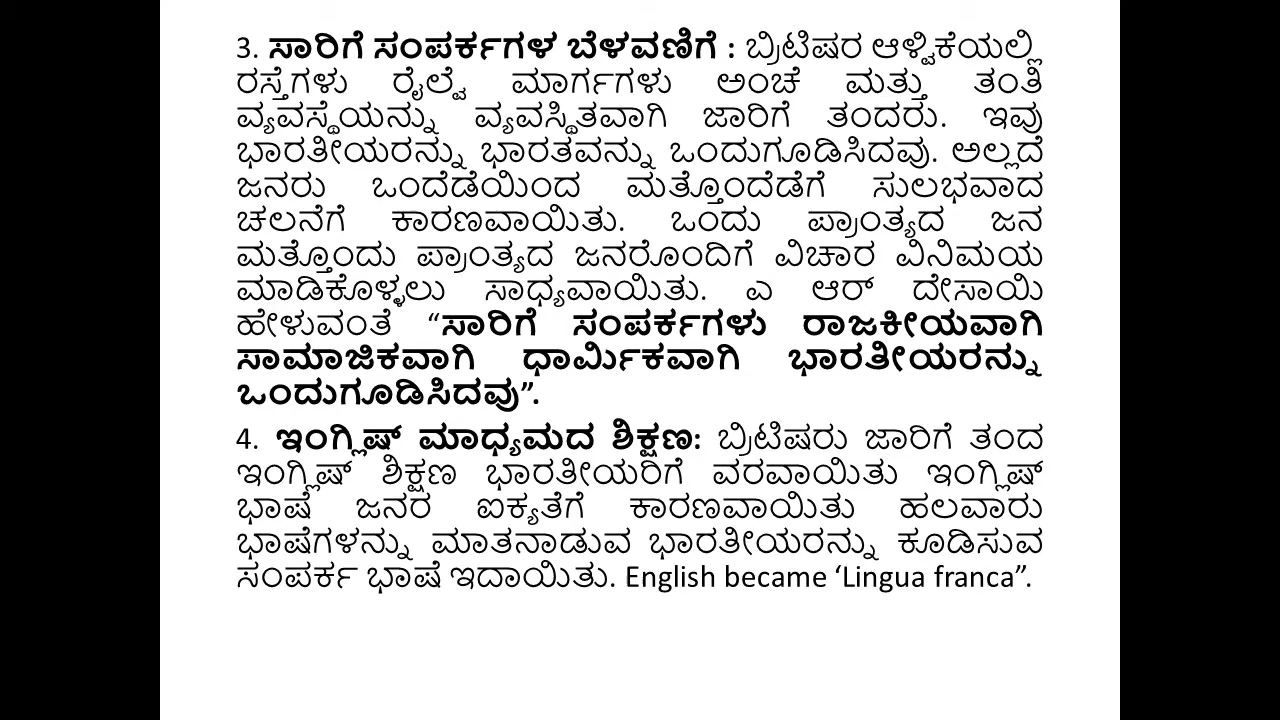 3. ಸಾರಿಗೆ ಸಂಪರ್ಕಗಳ ಬೆಳವಣಿಗೆ : ಬ್ರಿಟಿಷರ ಆಳ್ವಿಕೆಯಲ್ಲಿ
ರಸ್ತೆಗಳು ರೈಲ್ವೆ ಮಾರ್ಗಗಳು ಅಂಚೆ ಮತ್ತು ತಂತಿ
ವ್ಯವಸ್ಥೆಯನ್ನು ವ್ಯವಸ್ಥಿತವಾಗಿ ಜಾರಿಗೆ ತಂದರು. ಇವು
ಭಾರತೀಯರನ್ನು ಭಾರತವನ್ನು ಒಂದುಗೂಡಿಸಿದವು. ಅಲ್ಲದೆ
ಜನರು ಒಂದೆಡೆಯಿಂದ ಮತ್ತೊಂದೆಡೆಗೆ ಸುಲಭವಾದ
ಚಲನೆಗೆ ಕಾರಣವಾಯಿತು. ಒಂದು ಪ್ರಾಂತ್ಯದ ಜನ
ಮತ್ತೊಂದು ಪ್ರಾಂತ್ಯದ ಜನರೊಂದಿಗೆ ವಿಚಾರ ವಿನಿಮಯ
ಮಾಡಿಕೊಳ್ಳಲು ಸಾಧ್ಯವಾಯಿತು. ಎ ಆರ್ ದೇಸಾಯಿ
ಹೇಳುವಂತೆ “ಸಾರಿಗೆ ಸಂಪರ್ಕಗಳು ರಾಜಕೀಯವಾಗಿ
ಸಾಮಾಜಿಕವಾಗಿ ಧಾರ್ಮಿಕವಾಗಿ ಭಾರತೀಯರನ್ನು
ಒಂದುಗೂಡಿಸಿದವು”.
4. ಇಂಗ್ಲಿಷ್ ಮಾಧ್ಯಮದ ಶಿಕ್ಷಣ: ಬ್ರಿಟಿಷರು ಜಾರಿಗೆ ತಂದ
ಇಂಗ್ಲಿಷ್ ಶಿಕ್ಷಣ ಭಾರತೀಯರಿಗೆ ವರವಾಯಿತು ಇಂಗ್ಲಿಷ್
ಭಾಷೆ ಜನರ ಐಕ್ಯತೆಗೆ ಕಾರಣವಾಯಿತು ಹಲವಾರು
ಭಾಷೆಗಳನ್ನು ಮಾತನಾಡುವ ಭಾರತೀಯರನ್ನು ಕೂಡಿಸುವ
ಸಂಪರ್ಕ ಭಾಷೆ ಇದಾಯಿತು. English became ‘Lingua franca”.